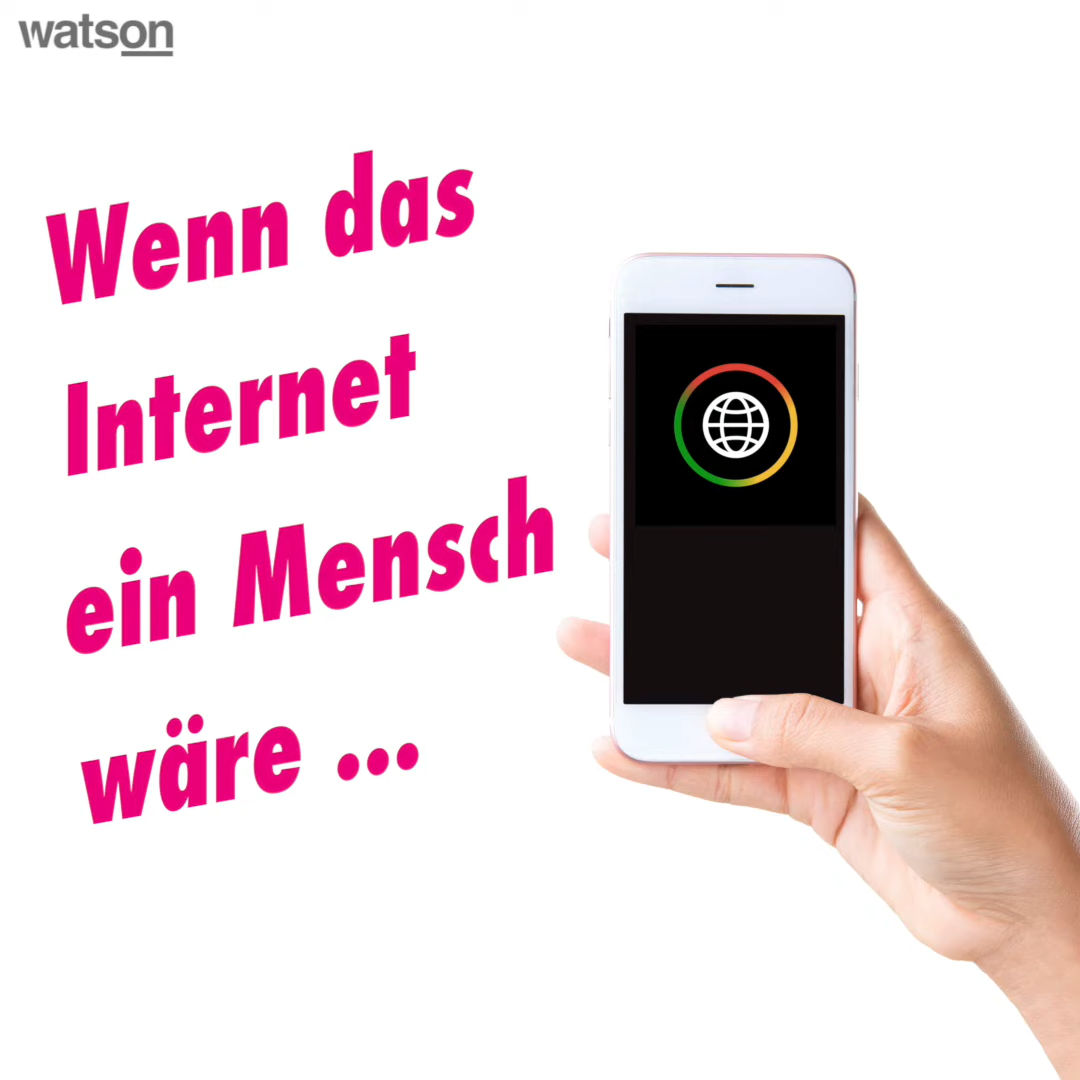 watson
Wenn das
Internet
ein Mensch
wäre ...